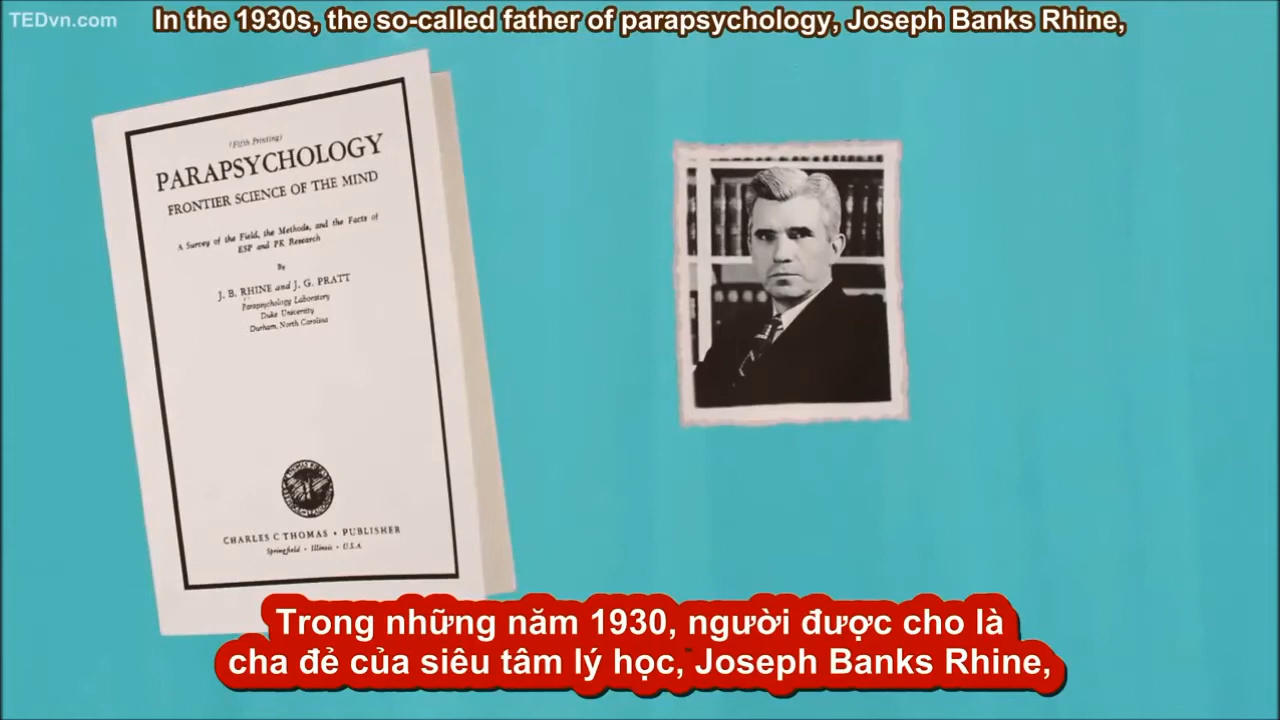 TEDvn.com
In the 1930s, the so-called father of parapsychology, Joseph Banks Rhine,
(Fifth Printing)
PARAPSYCHOLOGY
FRONTIER SCIENCE OF THE MIND
A Survey of the Field, the Methods, and the Facts of
ESP and PK Research
By
J. B. RHINE and J. G. PRATT
Parapsychology Laboratory
Duke University
Durham, North Carolina
CHARLES C THOMAS • PUBLISHER
Springfield • Illinois • U.S.A.
Trong những năm 1930, người được cho là
cha đẻ của siêu tâm lý học, Joseph Banks Rhine,